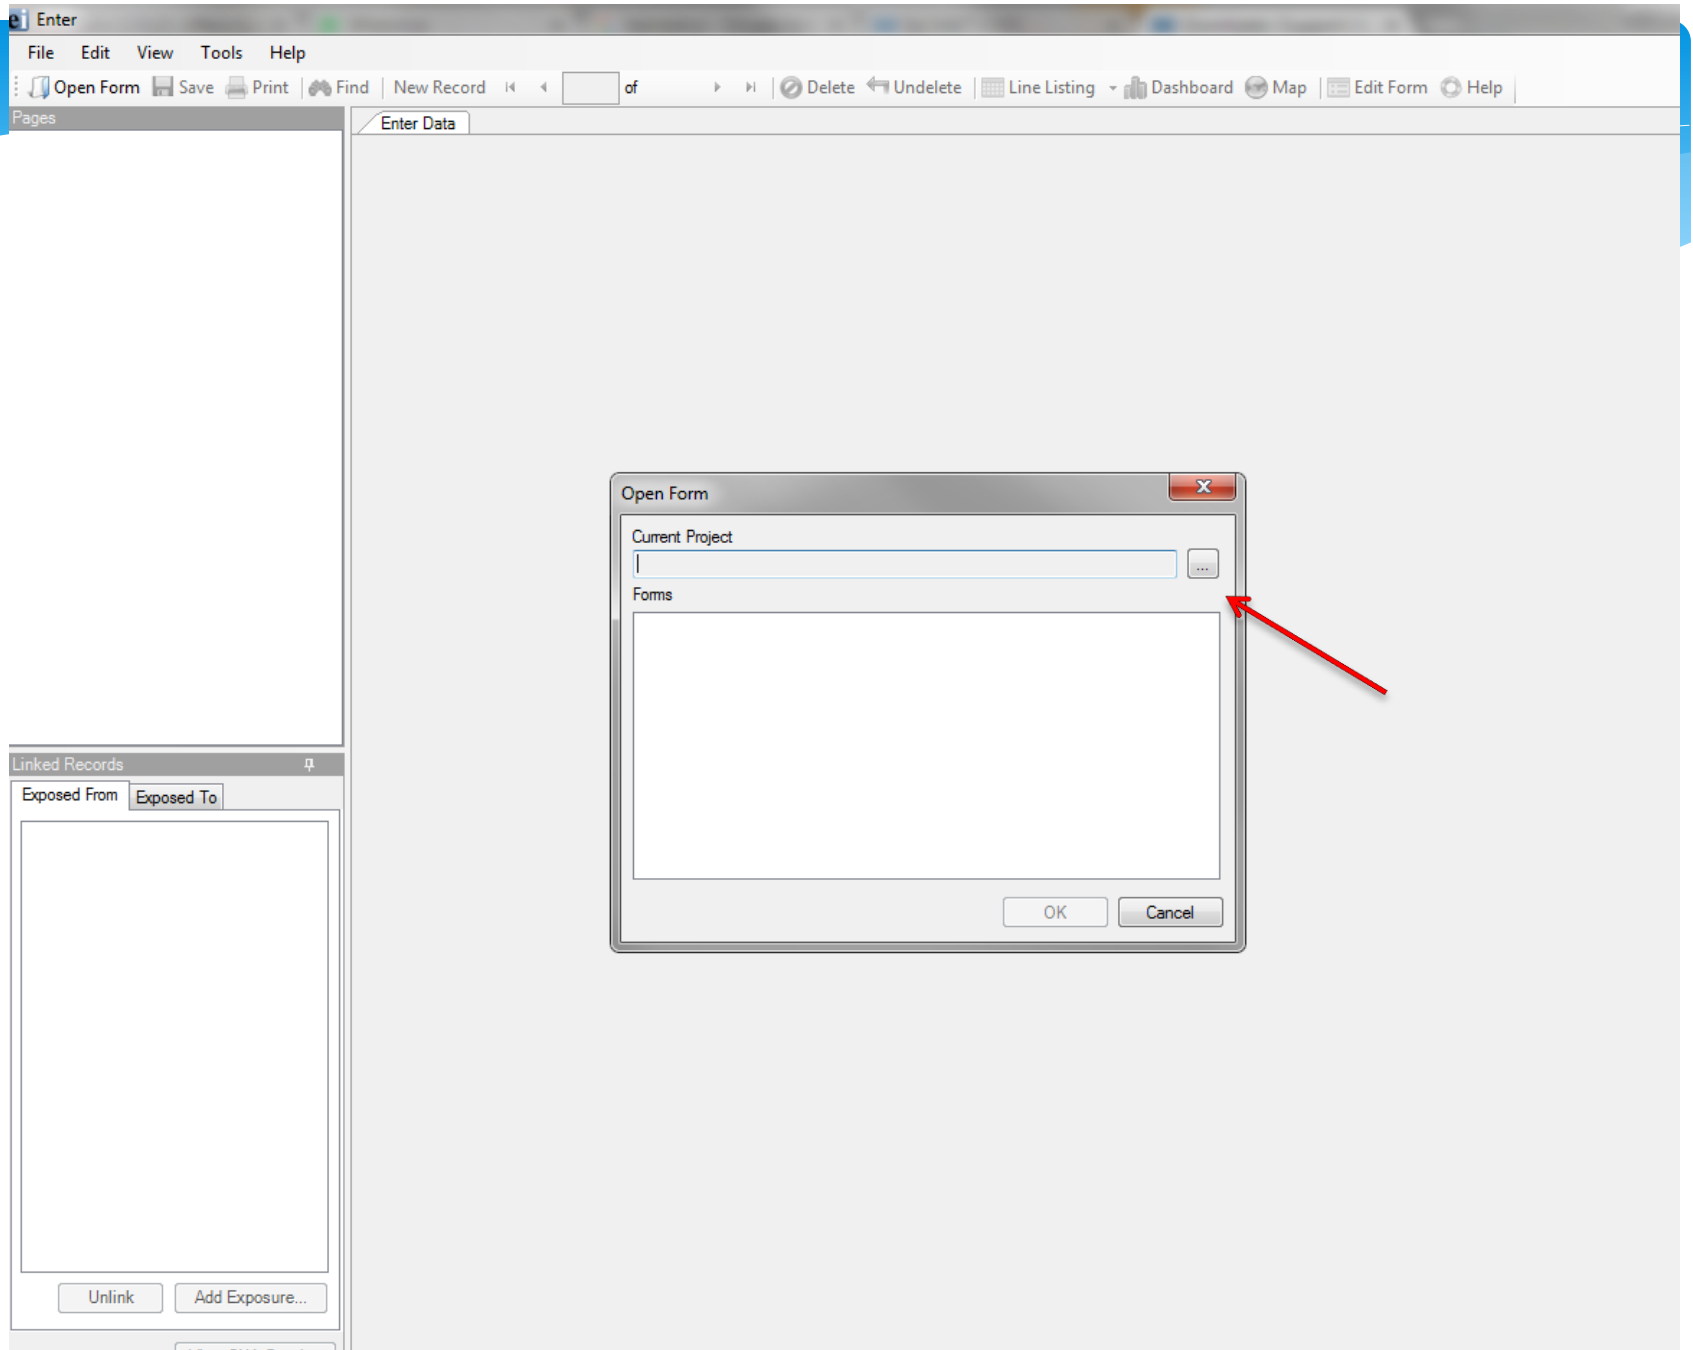 ei Enter
File Edit View Tools Help
Open Form Save Print Find New Record of Delete Undelete Line Listing Dashboard Map Edit Form Help
Pages
Enter Data
Open Form
Current Project
...
Forms
OK Cancel
Linked Records
Exposed From Exposed To
Unlink Add Exposure...